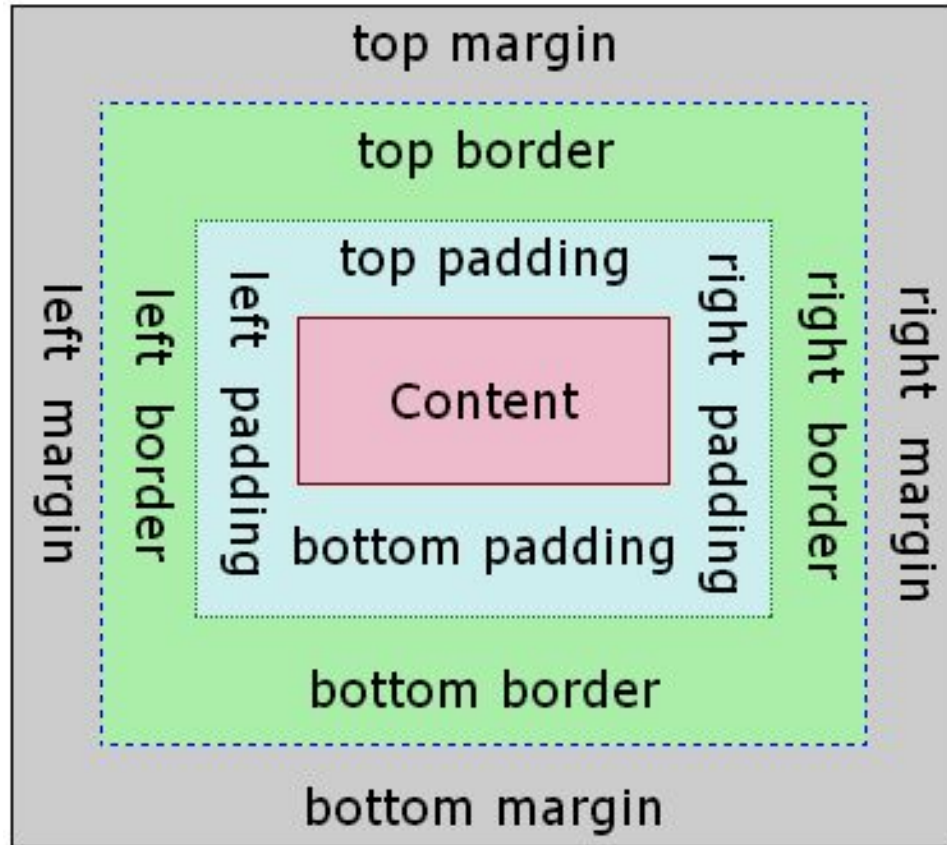 top margin
top border
top padding
left margin
left border
left padding
Content
right padding
right border
right margin
bottom padding
bottom border
bottom margin